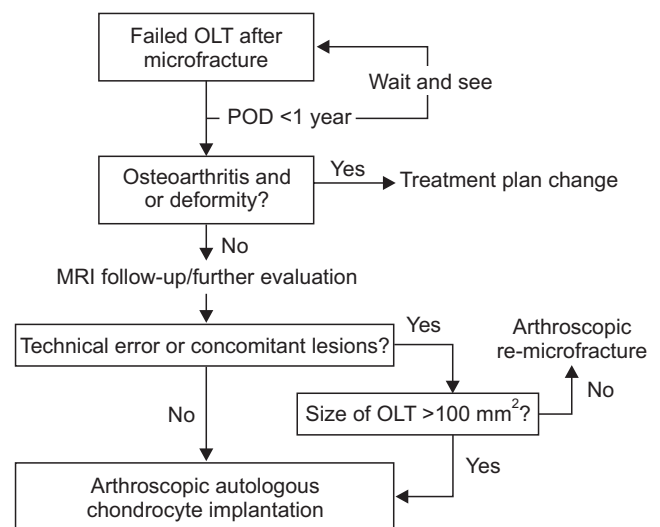 Failed OLT after
microfracture
Wait and see
POD <1 year
Osteoarthritis and
or deformity?
Yes
Treatment plan change
No
MRI follow-up/further evaluation
Technical error or concomitant lesions?
Yes
Arthroscopic
re-microfracture
No
Size of OLT >100 mm²?
No
Yes
Arthroscopic autologous
chondrocyte implantation